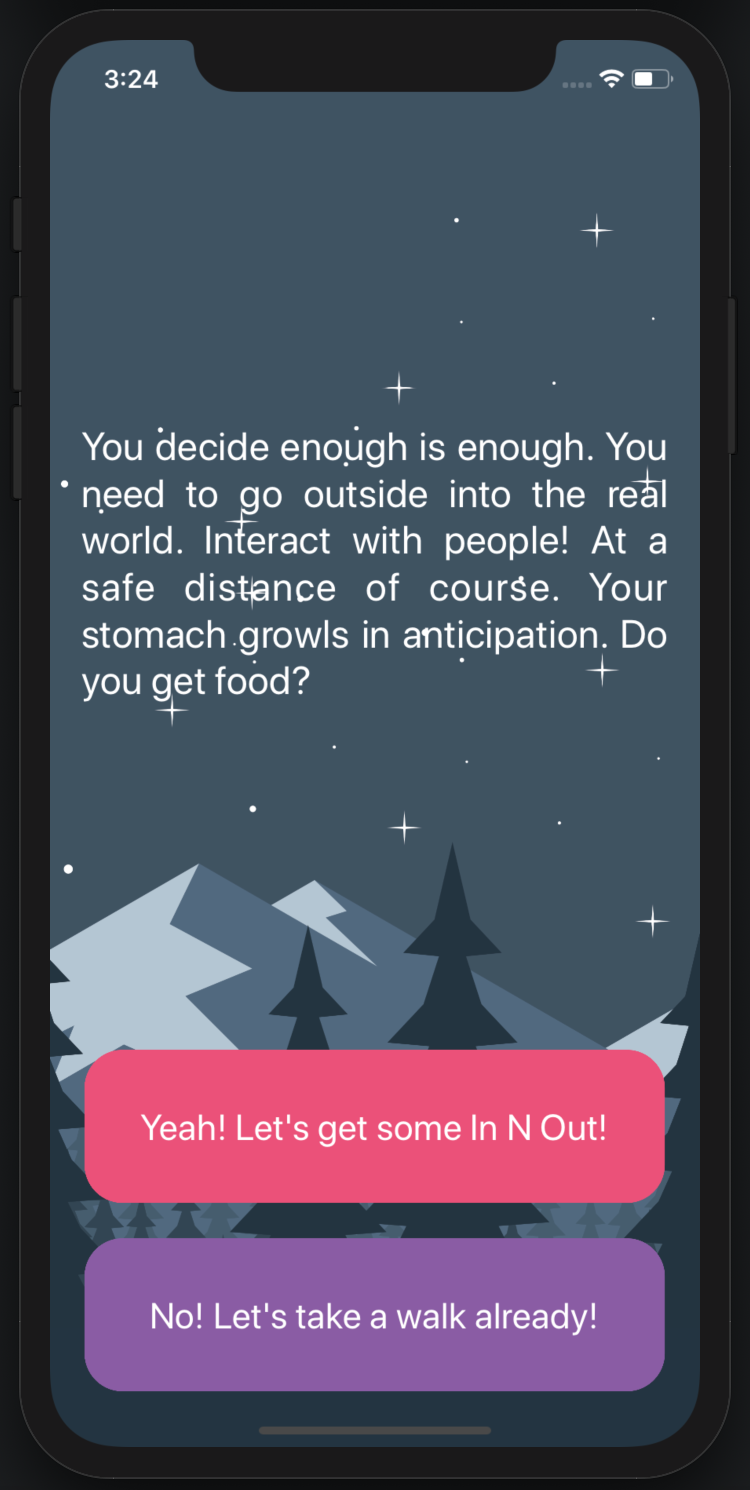 3:24
You decide enough is enough. You
need to go outside into the real
world. Interact with people! At a
safe distance of course. Your
stomach growls in anticipation. Do
you get food?
Yeah! Let's get some In N Out!
No! Let's take a walk already!